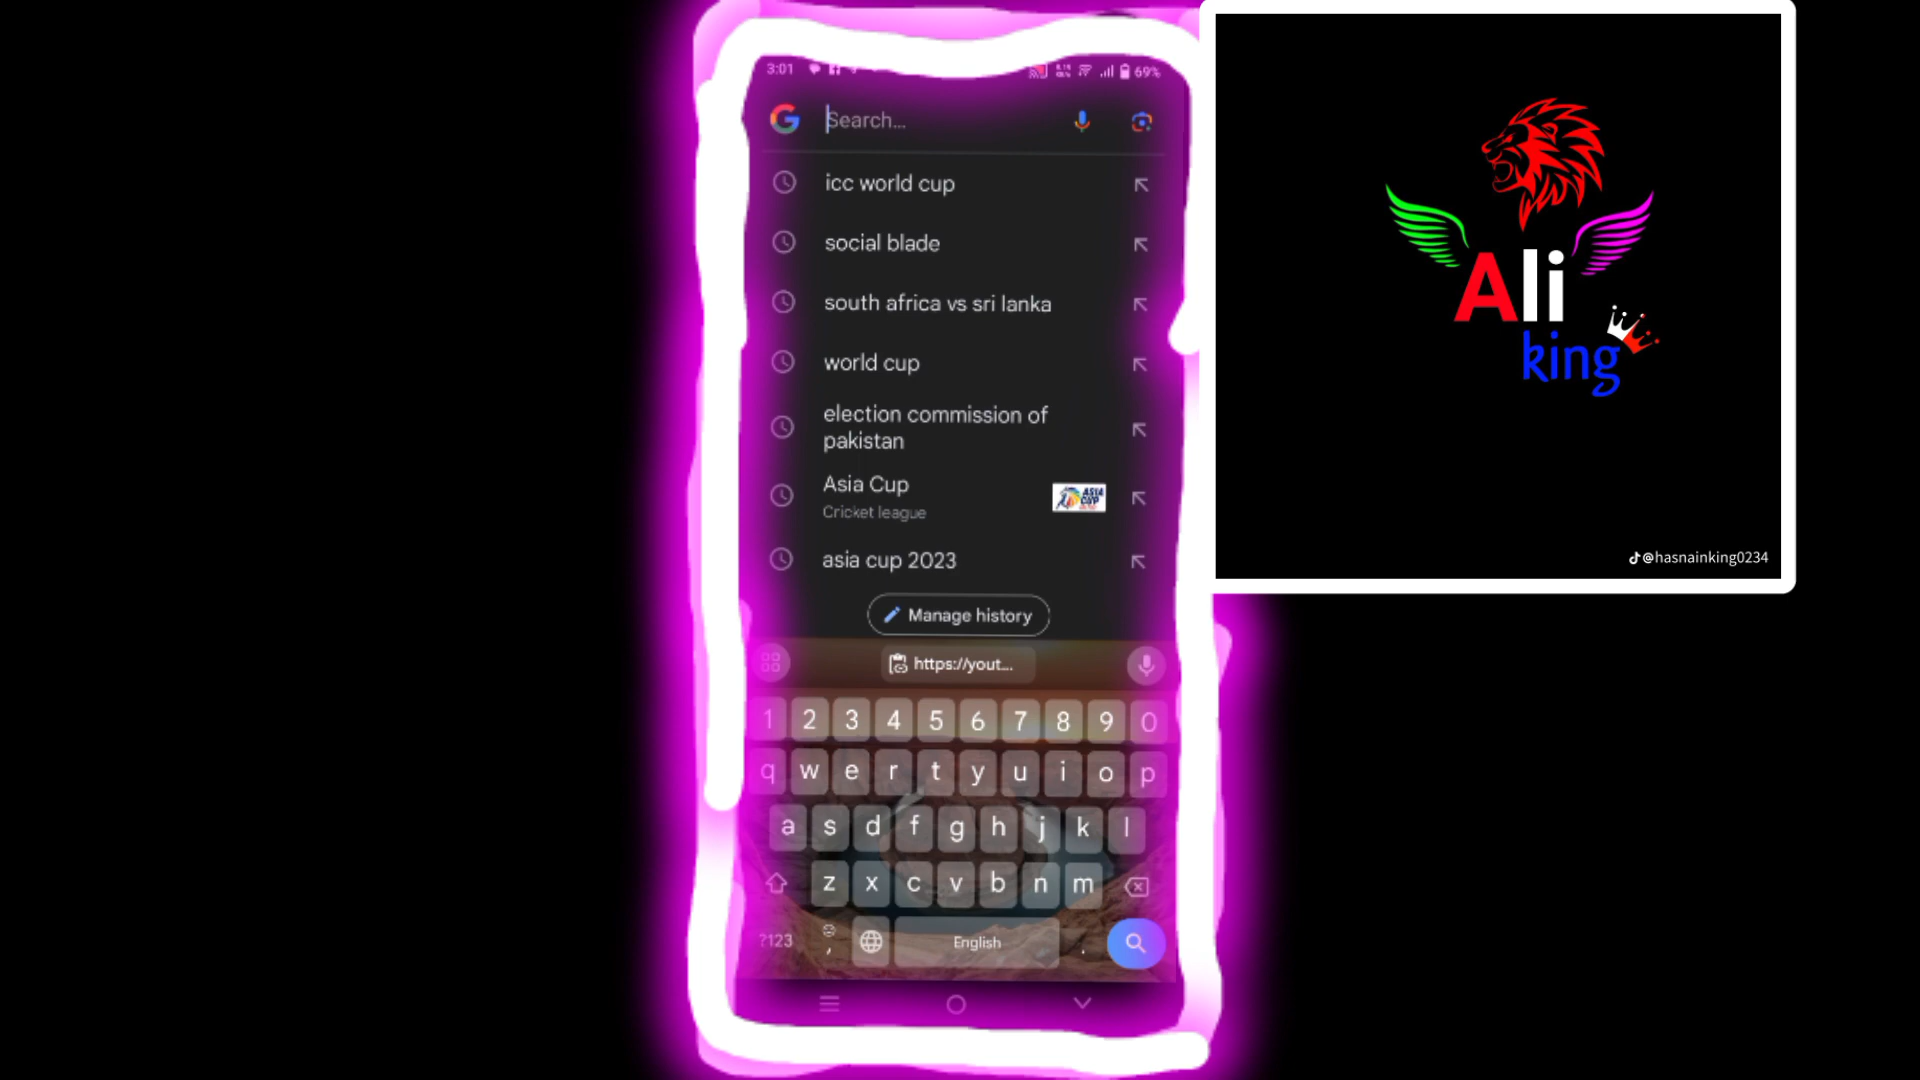 3:01
69%
Search...
icc world cup
social blade
south africa vs sri lanka
world cup
election commission of
pakistan
Asia Cup
Cricket league
ASIA
CUP
asia cup 2023
Manage history
https://yout...
1 2 3 4 5 6 7 8 9 0
q w e r t y u i o p
a s d f g h j k l
z x c v b n m
?123 , English .
Ali
king
@hasnainking0234